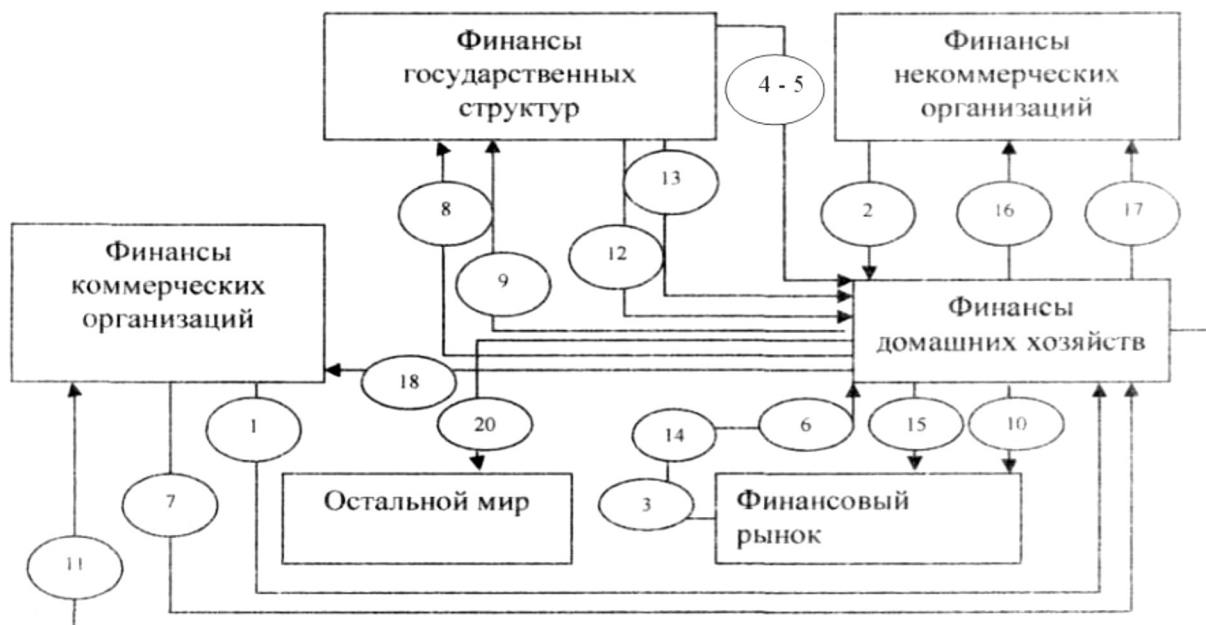 Финансы
государственных
структур
4 - 5
Финансы
некоммерческих
организаций
8
9
12
13
2
16
17
Финансы
коммерческих
организаций
Финансы
домашних хозяйств
18
1
7
11
20
14
6
3
15
10
Остальной мир
Финансовый
рынок